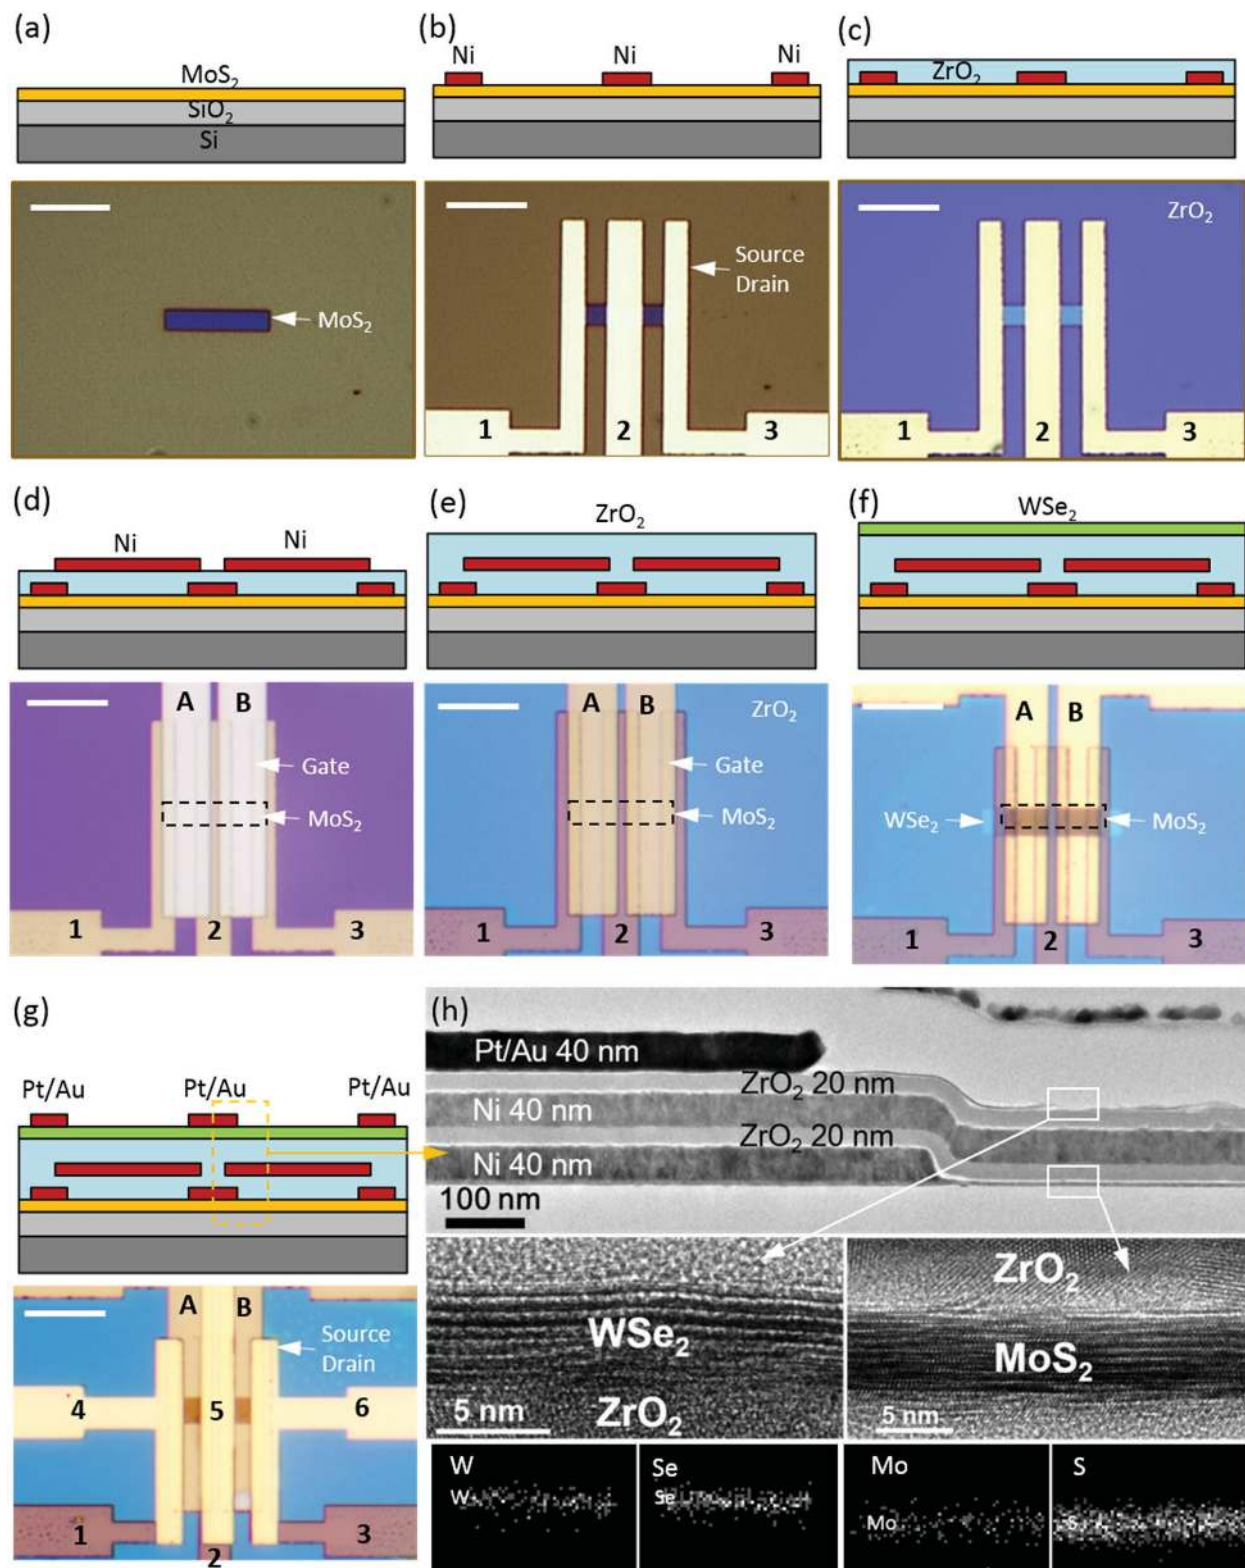 (a)
MoS₂
SiO₂
Si
MoS₂
(b)
Ni Ni Ni
Source
Drain
1 2 3
(c)
ZrO₂
ZrO₂
1 2 3
(d)
Ni Ni
A B
Gate
MoS₂
1 2 3
(e)
ZrO₂
A B
ZrO₂
Gate
MoS₂
1 2 3
(f)
WSe₂
A B
WSe₂ MoS₂
1 2 3
(g)
Pt/Au Pt/Au Pt/Au
A B
Source
Drain
4 5 6
1 3
2
(h)
Pt/Au 40 nm
ZrO₂ 20 nm
Ni 40 nm
ZrO₂ 20 nm
Ni 40 nm
100 nm
WSe₂
5 nm
ZrO₂
ZrO₂
MoS₂
5 nm
W
W
Se
Se
Mo
Mo
S
S